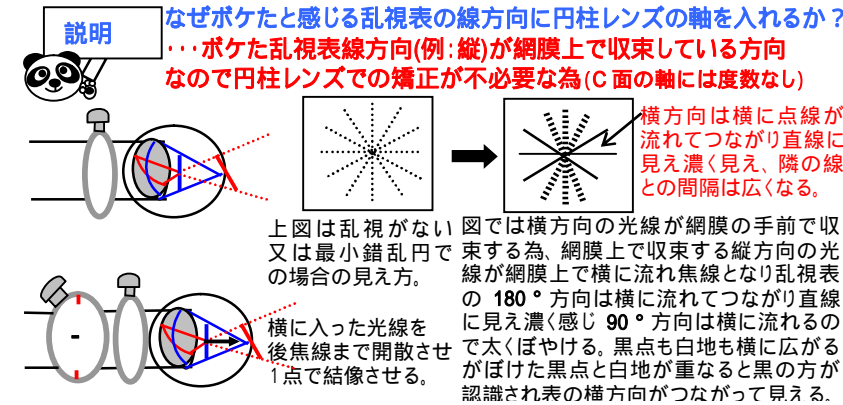 説明
なぜボケたと感じる乱視表の線方向に円柱レンズの軸を入れるか?
・・・ボケた乱視表線方向(例:縦)が網膜上で収束している方向
なので円柱レンズでの矯正が不必要な為(C面の軸には度数なし)
横方向は横に点線が
流れてつながり直線に
見え濃く見え、隣の線
との間隔は広くなる。
上図は乱視がない
又は最小錯乱円で
の場合の見え方。
図では横方向の光線が網膜の手前で収
束する為、網膜上で収束する縦方向の光
線が網膜上で横に流れ焦線となり乱視表
の 180°方向は横に流れてつながり直線
に見え濃く感じ 90°方向は横に流れるの
で太くぼやける。黒点も白地も横に広がる
がぼけた黒点と白地が重なると黒の方が
認識され表の横方向がつながって見える。
横に入った光線を
後焦線まで開散させ
1点で結像させる。